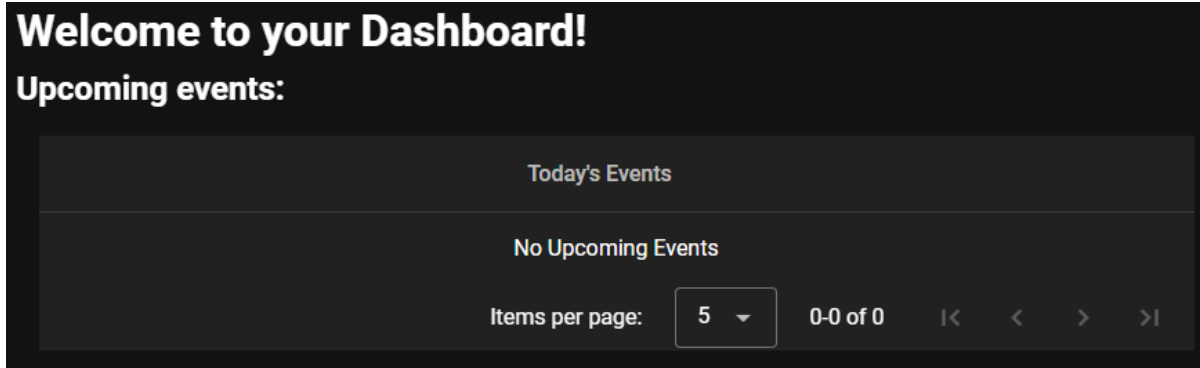 Welcome to your Dashboard!
Upcoming events:
Today's Events
No Upcoming Events
Items per page: 5 0-0 of 0